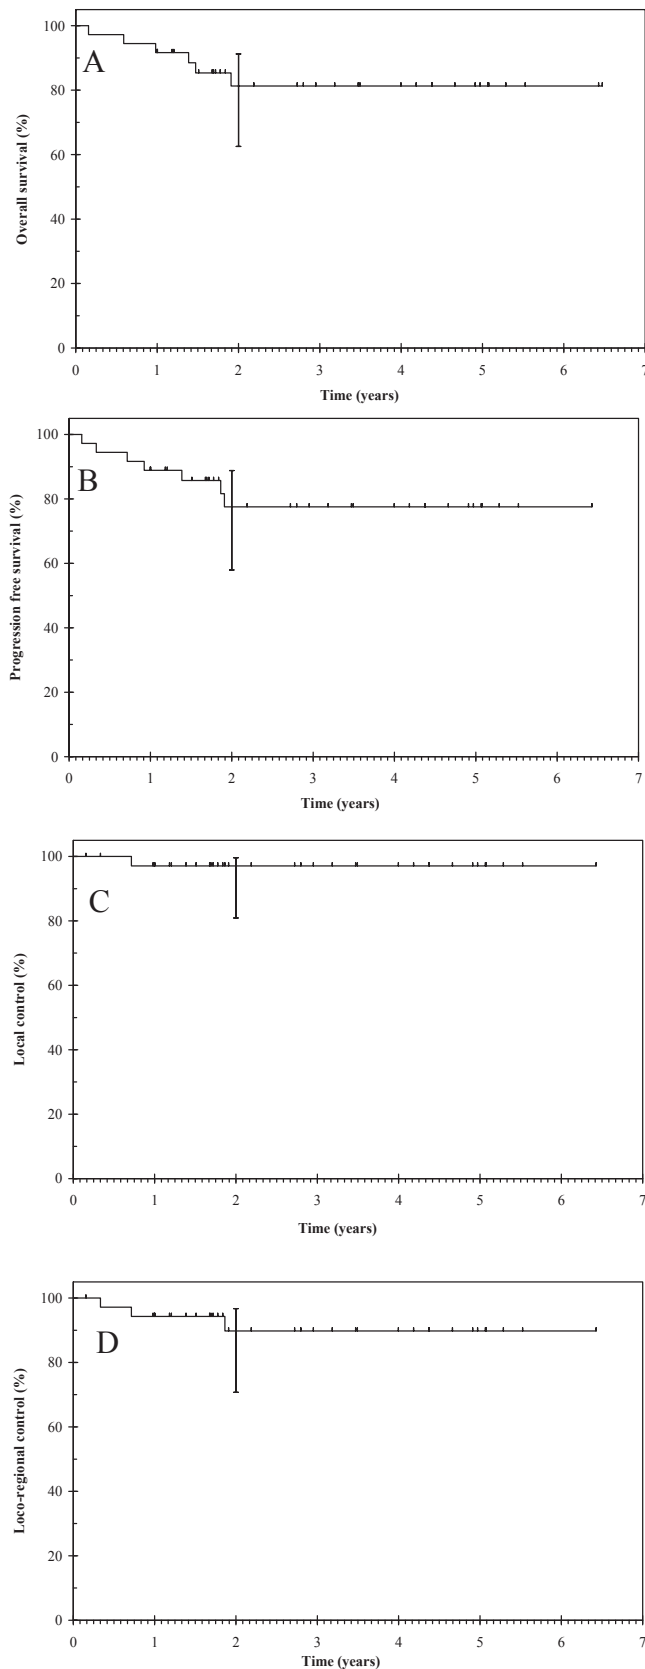 100
A
80
60
40
20
0
Overall survival (%)
0 1 2 3 4 5 6 7
Time (years)
100
B
80
60
40
20
0
Progression free survival (%)
0 1 2 3 4 5 6 7
Time (years)
100
C
80
60
40
20
0
Local control (%)
0 1 2 3 4 5 6 7
Time (years)
100
D
80
60
40
20
0
Loco-regional control (%)
0 1 2 3 4 5 6 7
Time (years)